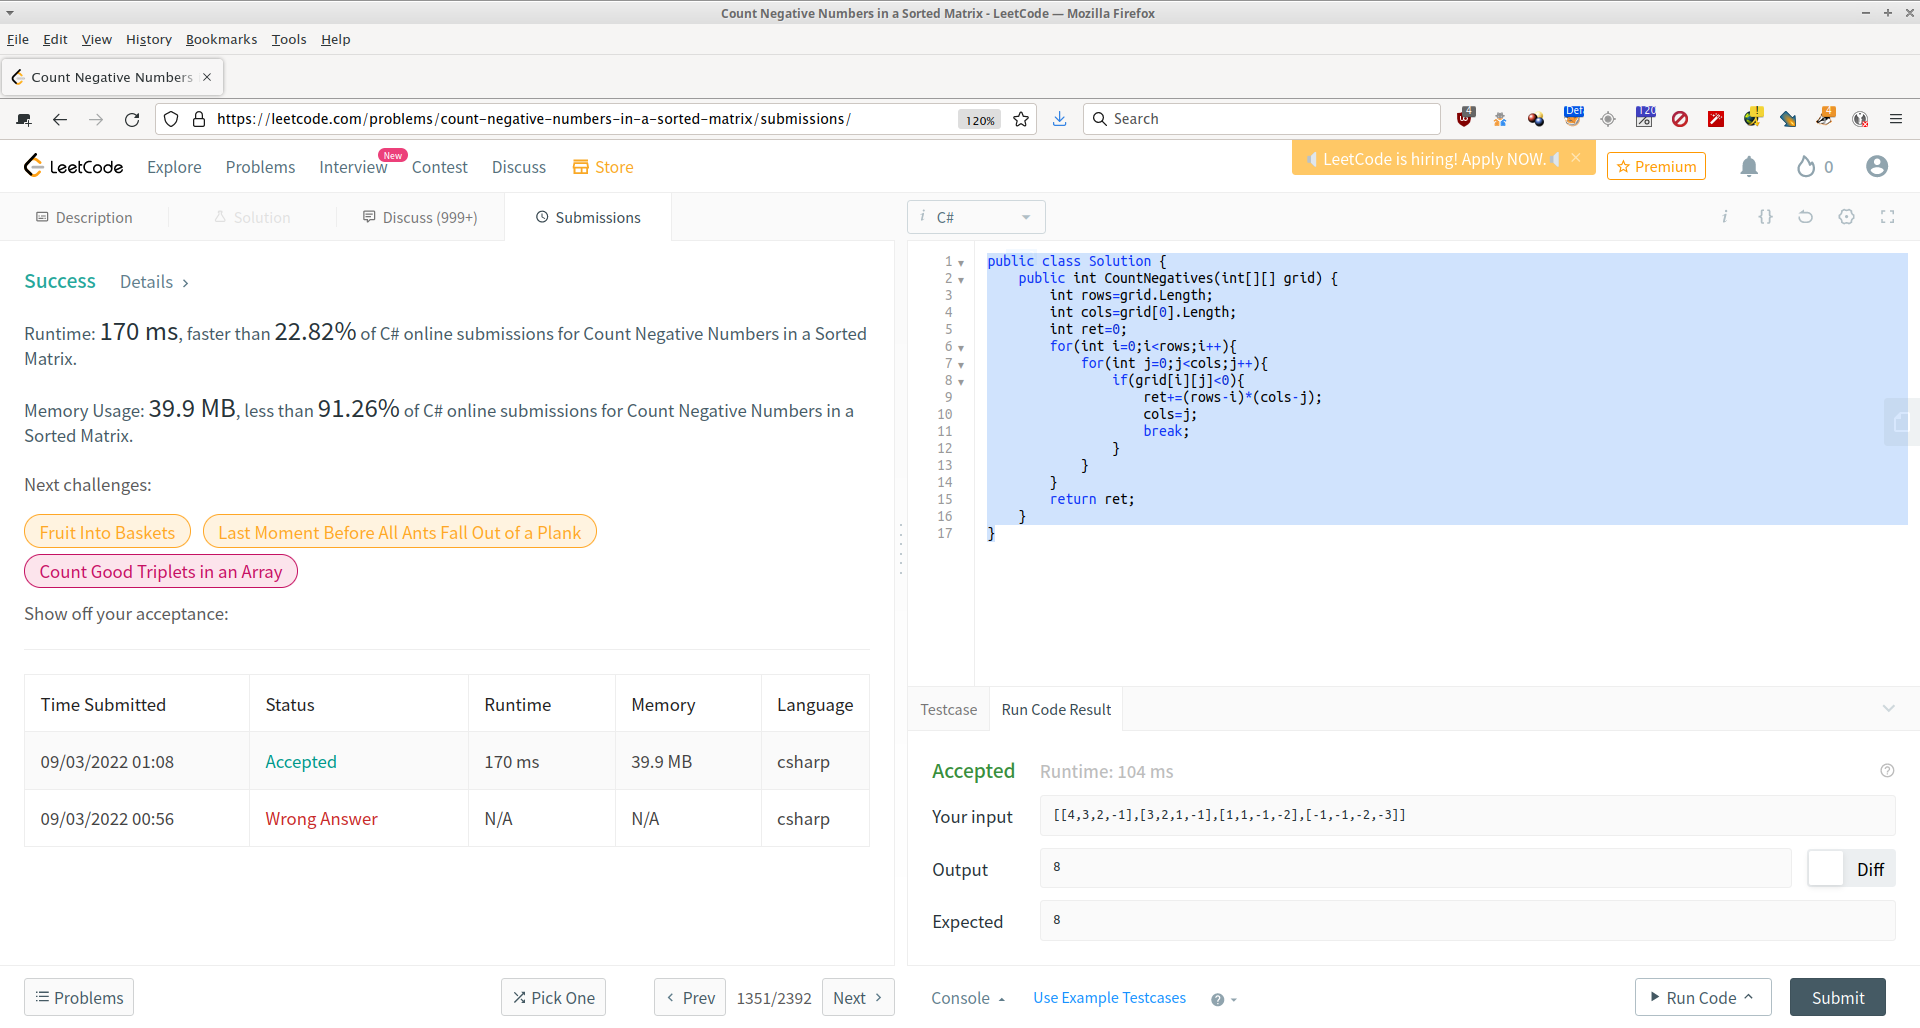 Count Negative Numbers in a Sorted Matrix - LeetCode — Mozilla Firefox
File Edit View History Bookmarks Tools Help
Count Negative Numbers
https://leetcode.com/problems/count-negative-numbers-in-a-sorted-matrix/submissions/
120%
Search
4
Def
120
4
LeetCode
Explore
Problems
Interview
New
Contest
Discuss
Store
LeetCode is hiring! Apply NOW.
Premium
0
Description
Solution
Discuss (999+)
Submissions
Success Details
Runtime: 170 ms, faster than 22.82% of C# online submissions for Count Negative Numbers in a Sorted
Matrix.
Memory Usage: 39.9 MB, less than 91.26% of C# online submissions for Count Negative Numbers in a
Sorted Matrix.
Next challenges:
Fruit Into Baskets
Last Moment Before All Ants Fall Out of a Plank
Count Good Triplets in an Array
Show off your acceptance:
Time Submitted Status Runtime Memory Language
09/03/2022 01:08 Accepted 170 ms 39.9 MB csharp
09/03/2022 00:56 Wrong Answer N/A N/A csharp
Problems
Pick One
Prev
1351/2392
Next
i C#
i {}
1 public class Solution {
2     public int CountNegatives(int[][] grid) {
3         int rows=grid.Length;
4         int cols=grid[0].Length;
5         int ret=0;
6         for(int i=0;i<rows;i++){
7             for(int j=0;j<cols;j++){
8                 if(grid[i][j]<0){
9                     ret+=(rows-i)*(cols-j);
10                     cols=j;
11                     break;
12                 }
13             }
14         }
15         return ret;
16     }
17 }
Testcase
Run Code Result
Accepted Runtime: 104 ms
?
Your input [[4,3,2,-1],[3,2,1,-1],[1,1,-1,-2],[-1,-1,-2,-3]]
Output 8
Diff
Expected 8
Console
Use Example Testcases
?
Run Code
Submit